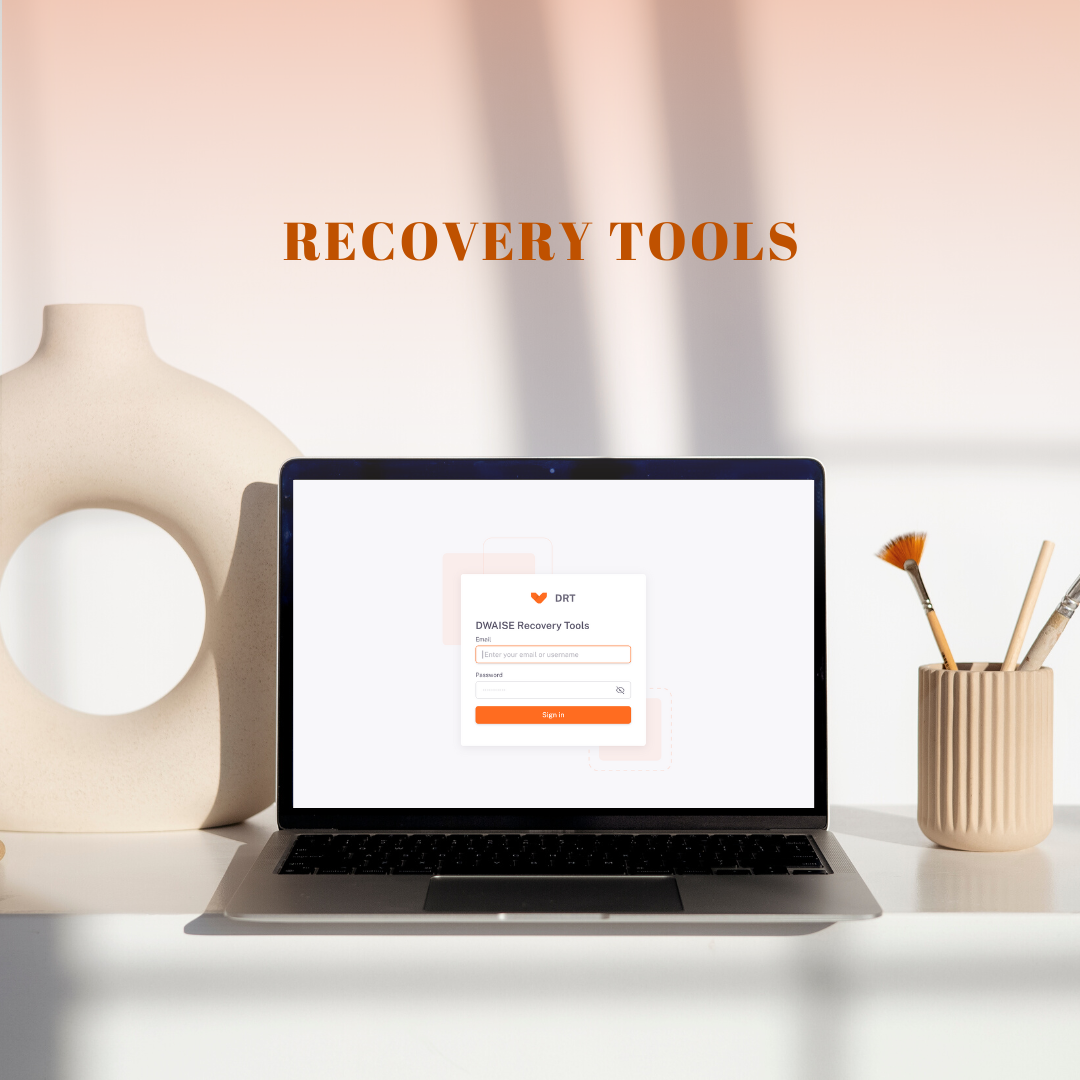 RECOVERY TOOLS
DRT
DWAISE Recovery Tools
Email
Enter your email or username
Password
Sign in